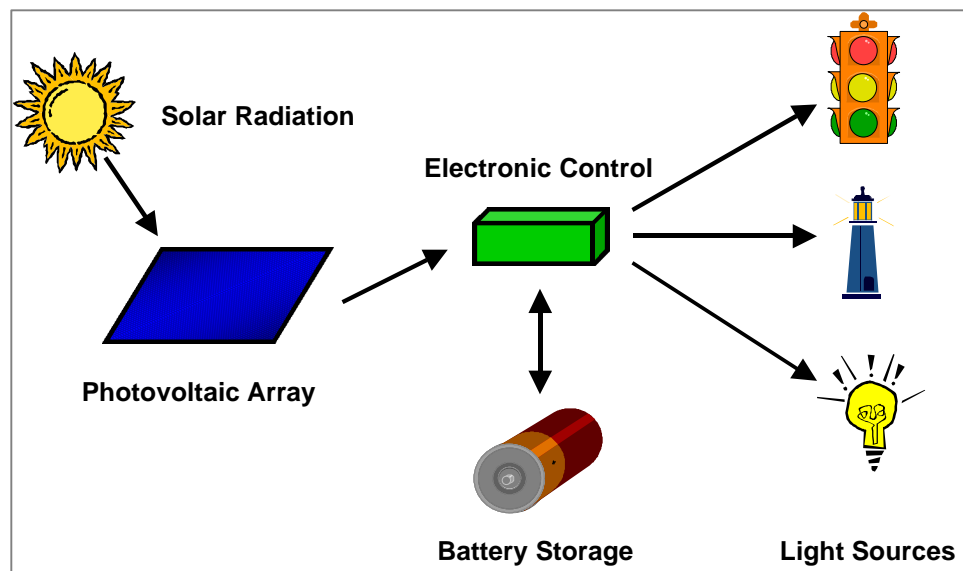 Solar Radiation
Electronic Control
Photovoltaic Array
Battery Storage
Light Sources